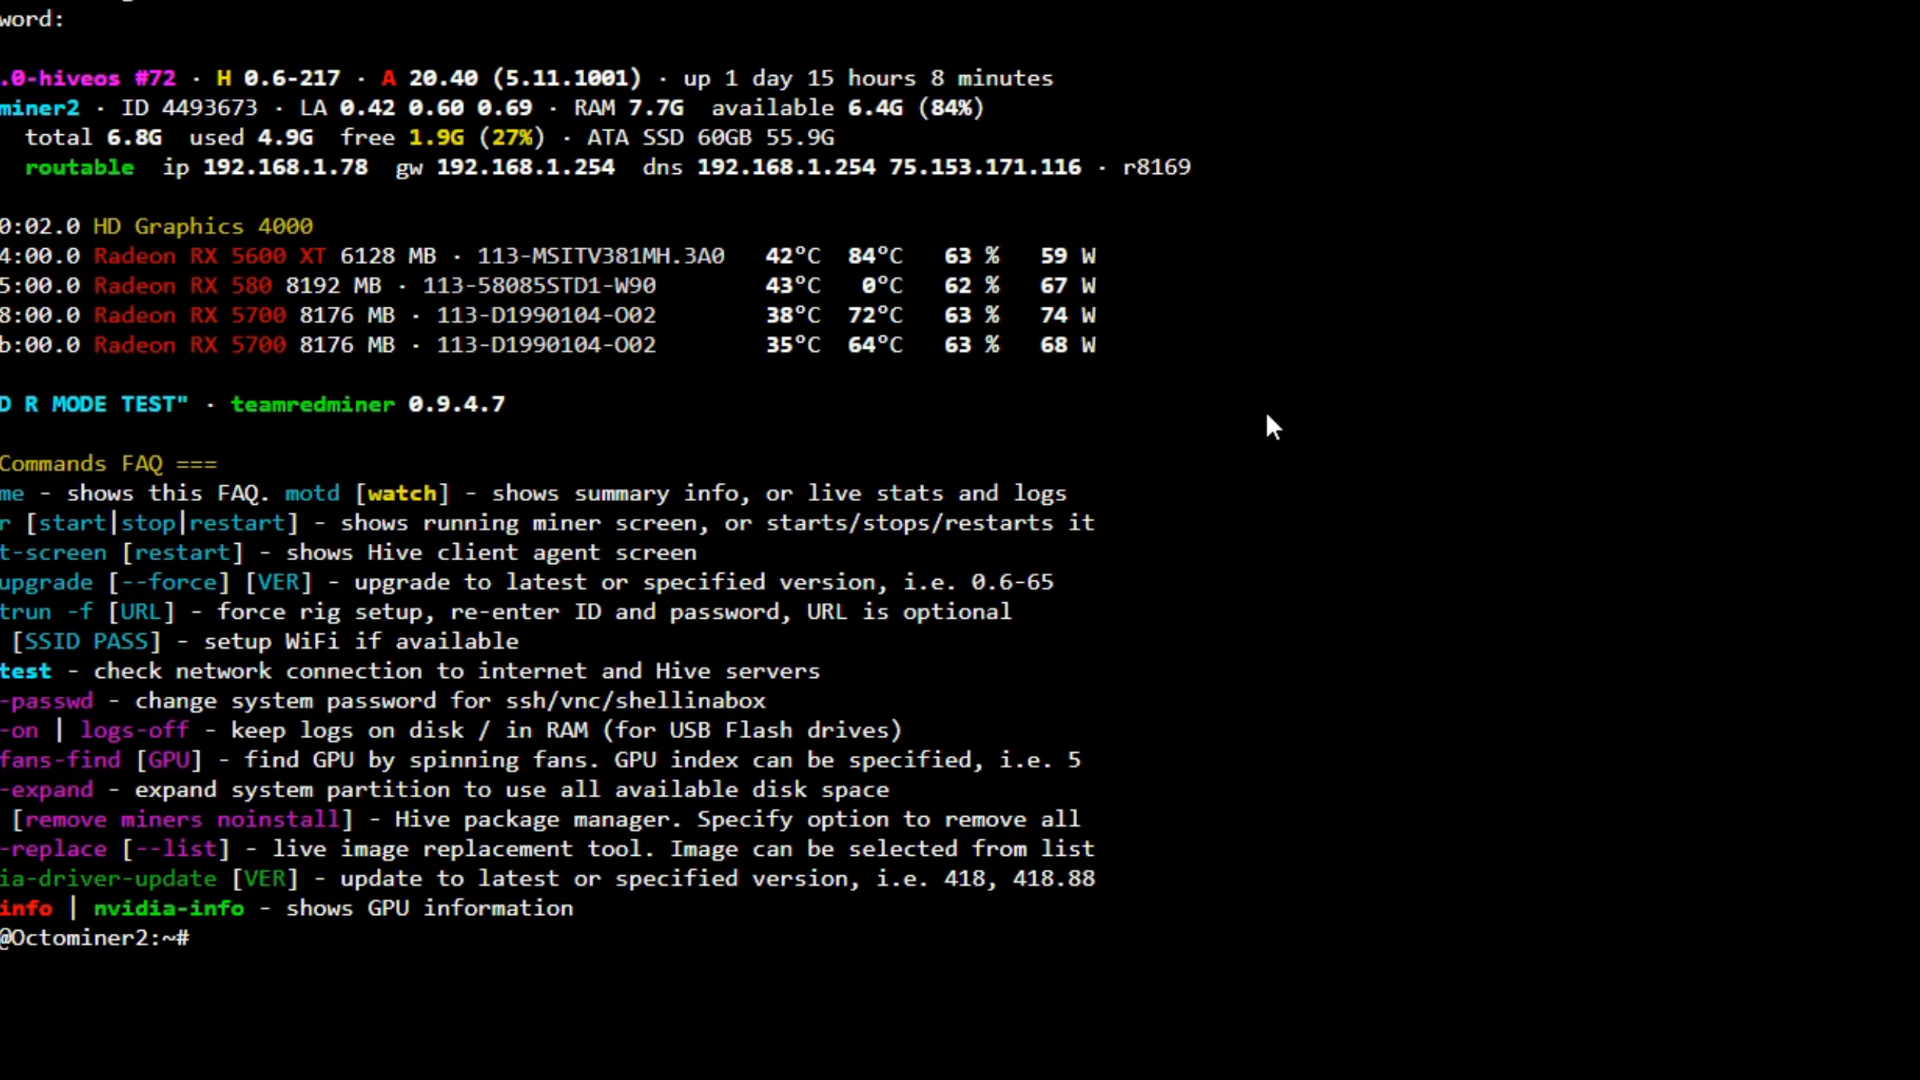 word:
.0-hiveos #72 · H 0.6-217 · A 20.40 (5.11.1001) · up 1 day 15 hours 8 minutes
miner2 · ID 4493673 · LA 0.42 0.60 0.69 · RAM 7.7G available 6.4G (84%)
total 6.8G used 4.9G free 1.9G (27%) · ATA SSD 60GB 55.9G
routable ip 192.168.1.78 gw 192.168.1.254 dns 192.168.1.254 75.153.171.116 · r8169
0:02.0 HD Graphics 4000
4:00.0 Radeon RX 5600 XT 6128 MB · 113-MSITV381MH.3A0 42°C 84°C 63 % 59 W
5:00.0 Radeon RX 580 8192 MB · 113-58085STD1-W90 43°C 0°C 62 % 67 W
8:00.0 Radeon RX 5700 8176 MB · 113-D1990104-O02 38°C 72°C 63 % 74 W
b:00.0 Radeon RX 5700 8176 MB · 113-D1990104-O02 35°C 64°C 63 % 68 W
D R MODE TEST" · teamredminer 0.9.4.7
Commands FAQ ===
me - shows this FAQ. motd [watch] - shows summary info, or live stats and logs
r [start|stop|restart] - shows running miner screen, or starts/stops/restarts it
t-screen [restart] - shows Hive client agent screen
upgrade [--force] [VER] - upgrade to latest or specified version, i.e. 0.6-65
trun -f [URL] - force rig setup, re-enter ID and password, URL is optional
[SSID PASS] - setup WiFi if available
test - check network connection to internet and Hive servers
-passwd - change system password for ssh/vnc/shellinabox
-on | logs-off - keep logs on disk / in RAM (for USB Flash drives)
fans-find [GPU] - find GPU by spinning fans. GPU index can be specified, i.e. 5
-expand - expand system partition to use all available disk space
[remove miners noinstall] - Hive package manager. Specify option to remove all
-replace [--list] - live image replacement tool. Image can be selected from list
ia-driver-update [VER] - update to latest or specified version, i.e. 418, 418.88
info | nvidia-info - shows GPU information
@Octominer2:~#